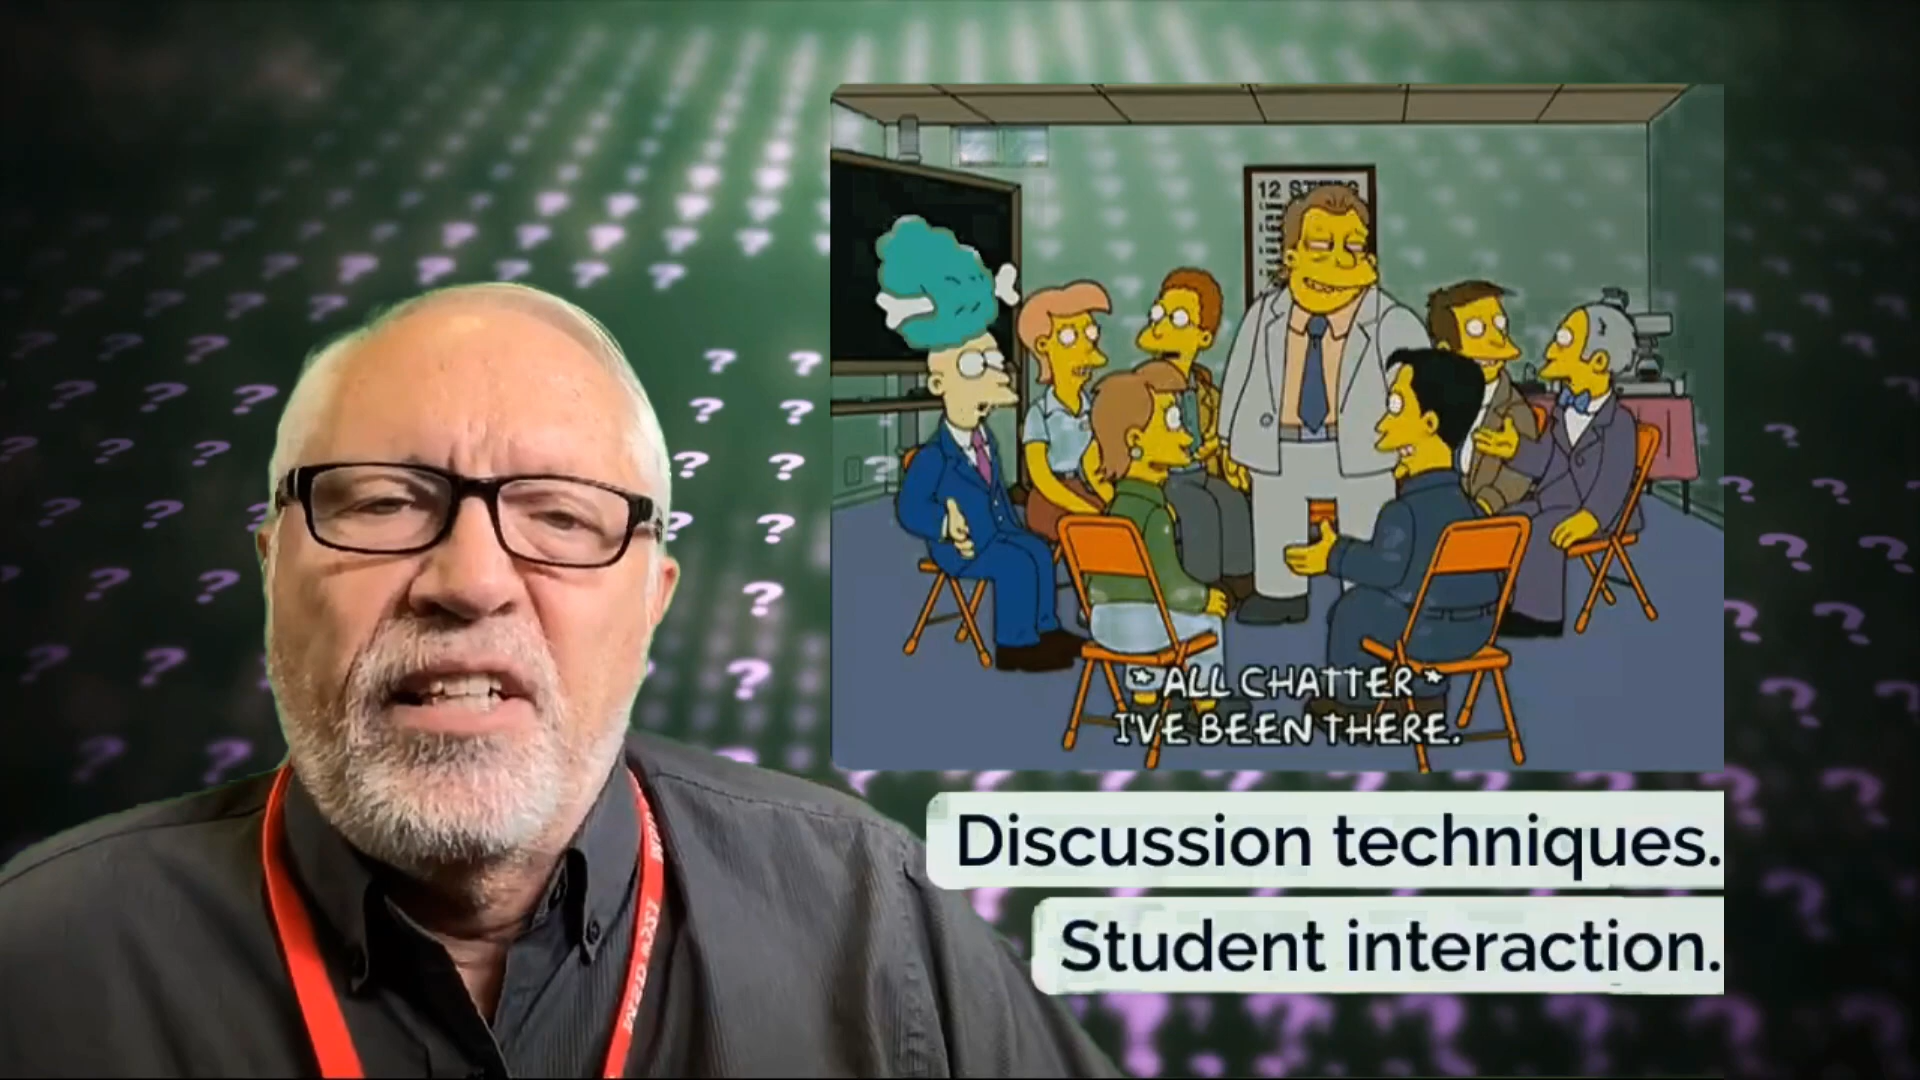 12 STEPS
*ALL CHATTER*
I'VE BEEN THERE.
Discussion techniques.
Student interaction.